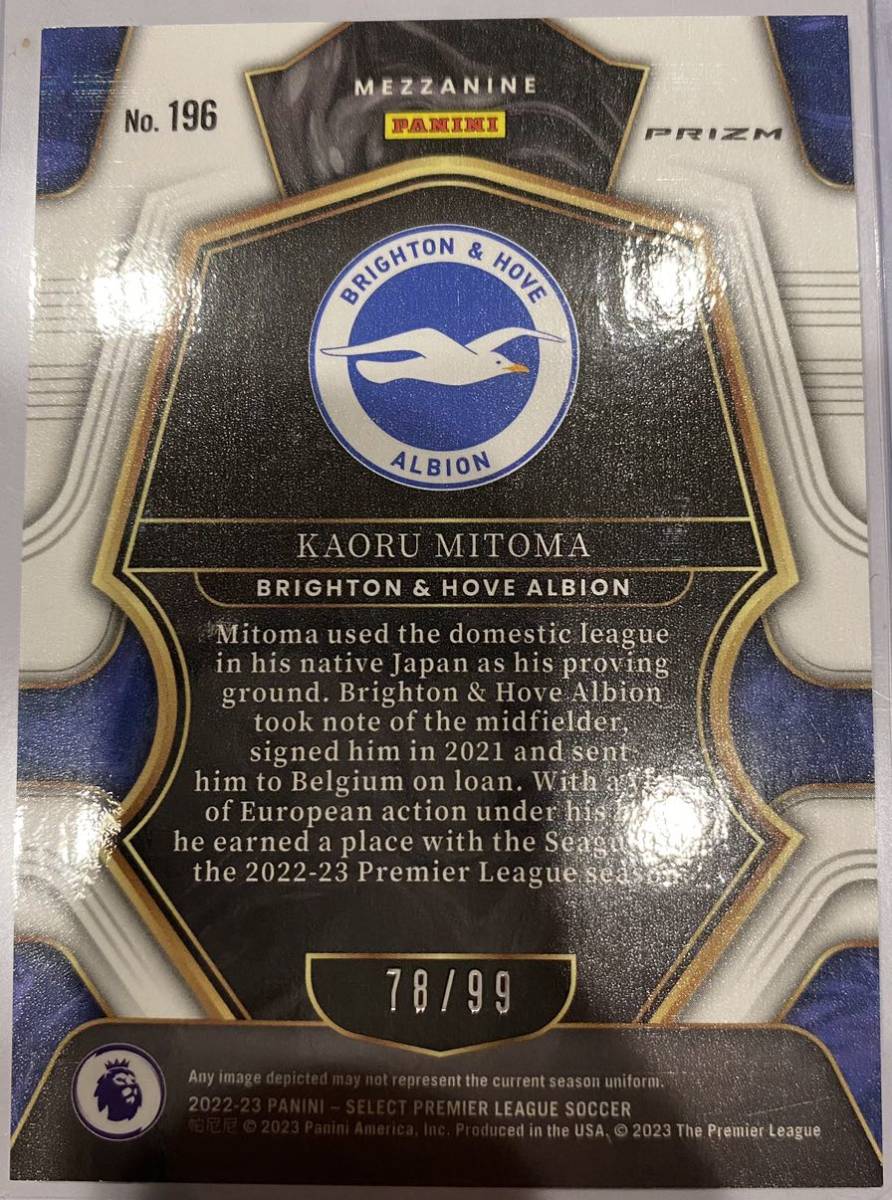 MEZZANINE
No. 196
PANINI
PRIZM
BRIGHTON & HOVE
ALBION
KAORU MITOMA
BRIGHTON & HOVE ALBION
Mitoma used the domestic league
in his native Japan as his proving
ground. Brighton & Hove Albion
took note of the midfielder,
signed him in 2021 and sent
him to Belgium on loan. With a
of European action under his
he earned a place with the
the 2022-23 Premier League season
78/99
Any image depicted may not represent the current season uniform.
2022-23 PANINI – SELECT PREMIER LEAGUE SOCCER
帕尼尼 © 2023 Panini America, Inc. Produced in the USA. © 2023 The Premier League